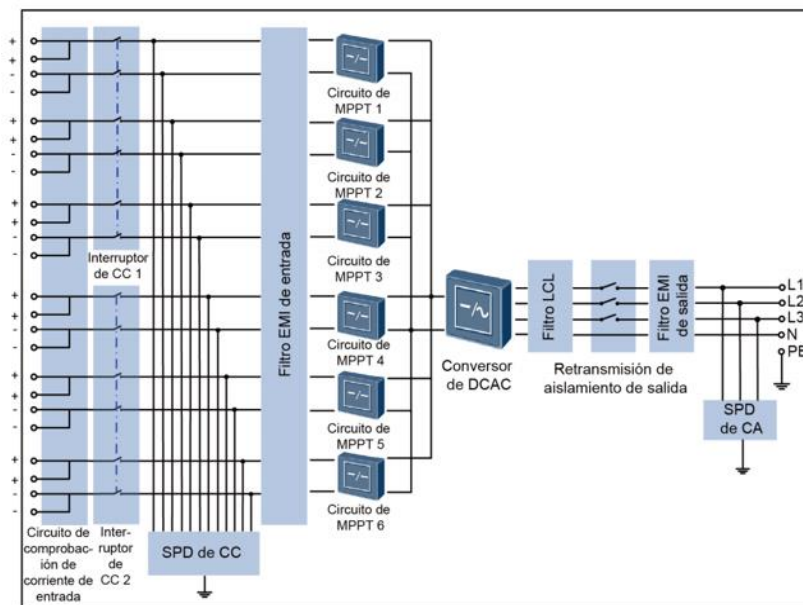 +
+
-
-
+
+
-
-
+
+
-
-
+
+
-
-
+
+
-
-
+
+
-
-
Circuito de
comprobac-
ión de
corriente de
entrada
Interruptor
de CC 1
Inter-
ruptor
de
CC 2
SPD de CC
Filtro EMI de entrada
Circuito de
MPPT 1
Circuito de
MPPT 2
Circuito de
MPPT 3
Circuito de
MPPT 4
Circuito de
MPPT 5
Circuito de
MPPT 6
Conversor
de DCAC
Filtro LCL
Retransmisión de
aislamiento de salida
Filtro EMI
de salida
L1
L2
L3
N
PE
SPD
de CA